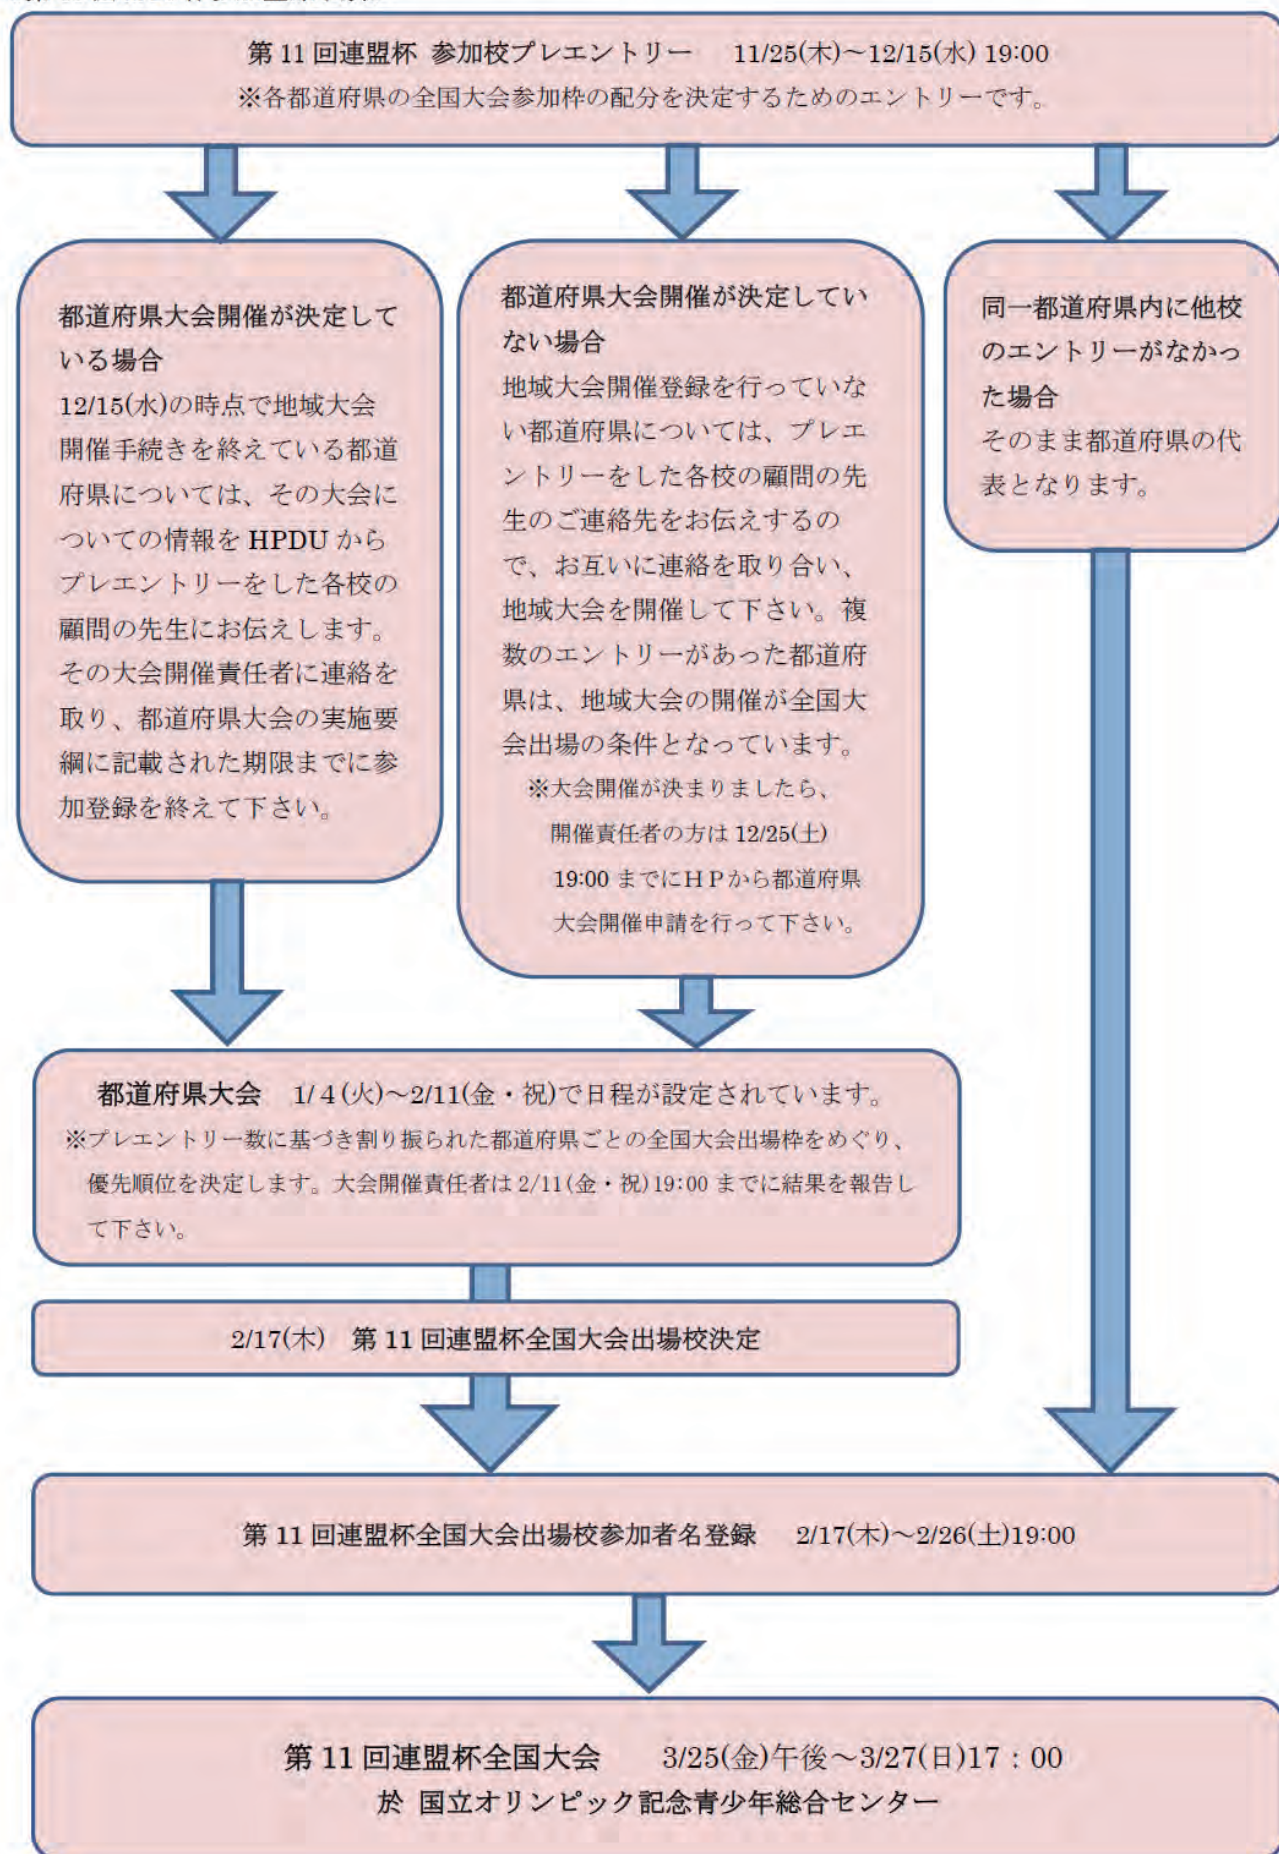 第 11 回連盟杯 参加校プレエントリー　11/25(木)～12/15(水) 19:00
※各都道府県の全国大会参加枠の配分を決定するためのエントリーです。
都道府県大会開催が決定して
いる場合
12/15(水)の時点で地域大会
開催手続きを終えている都道
府県については、その大会に
ついての情報を HPDU から
プレエントリーをした各校の
顧問の先生にお伝えします。
その大会開催責任者に連絡を
取り、都道府県大会の実施要
綱に記載された期限までに参
加登録を終えて下さい。
都道府県大会開催が決定してい
ない場合
地域大会開催登録を行っていな
い都道府県については、プレエ
ントリーをした各校の顧問の先
生のご連絡先をお伝えするの
で、お互いに連絡を取り合い、
地域大会を開催して下さい。複
数のエントリーがあった都道府
県は、地域大会の開催が全国大
会出場の条件となっています。
※大会開催が決まりましたら、
開催責任者の方は 12/25(土)
19:00 までにＨＰから都道府県
大会開催申請を行って下さい。
同一都道府県内に他校
のエントリーがなかっ
た場合
そのまま都道府県の代
表となります。
都道府県大会　1/４(火)～2/11(金・祝)で日程が設定されています。
※プレエントリー数に基づき割り振られた都道府県ごとの全国大会出場枠をめぐり、
優先順位を決定します。大会開催責任者は 2/11(金・祝)19:00 までに結果を報告し
て下さい。
2/17(木)　第 11 回連盟杯全国大会出場校決定
第 11 回連盟杯全国大会出場校参加者名登録　2/17(木)～2/26(土)19:00
第 11 回連盟杯全国大会　3/25(金)午後～3/27(日)17：00
於 国立オリンピック記念青少年総合センター